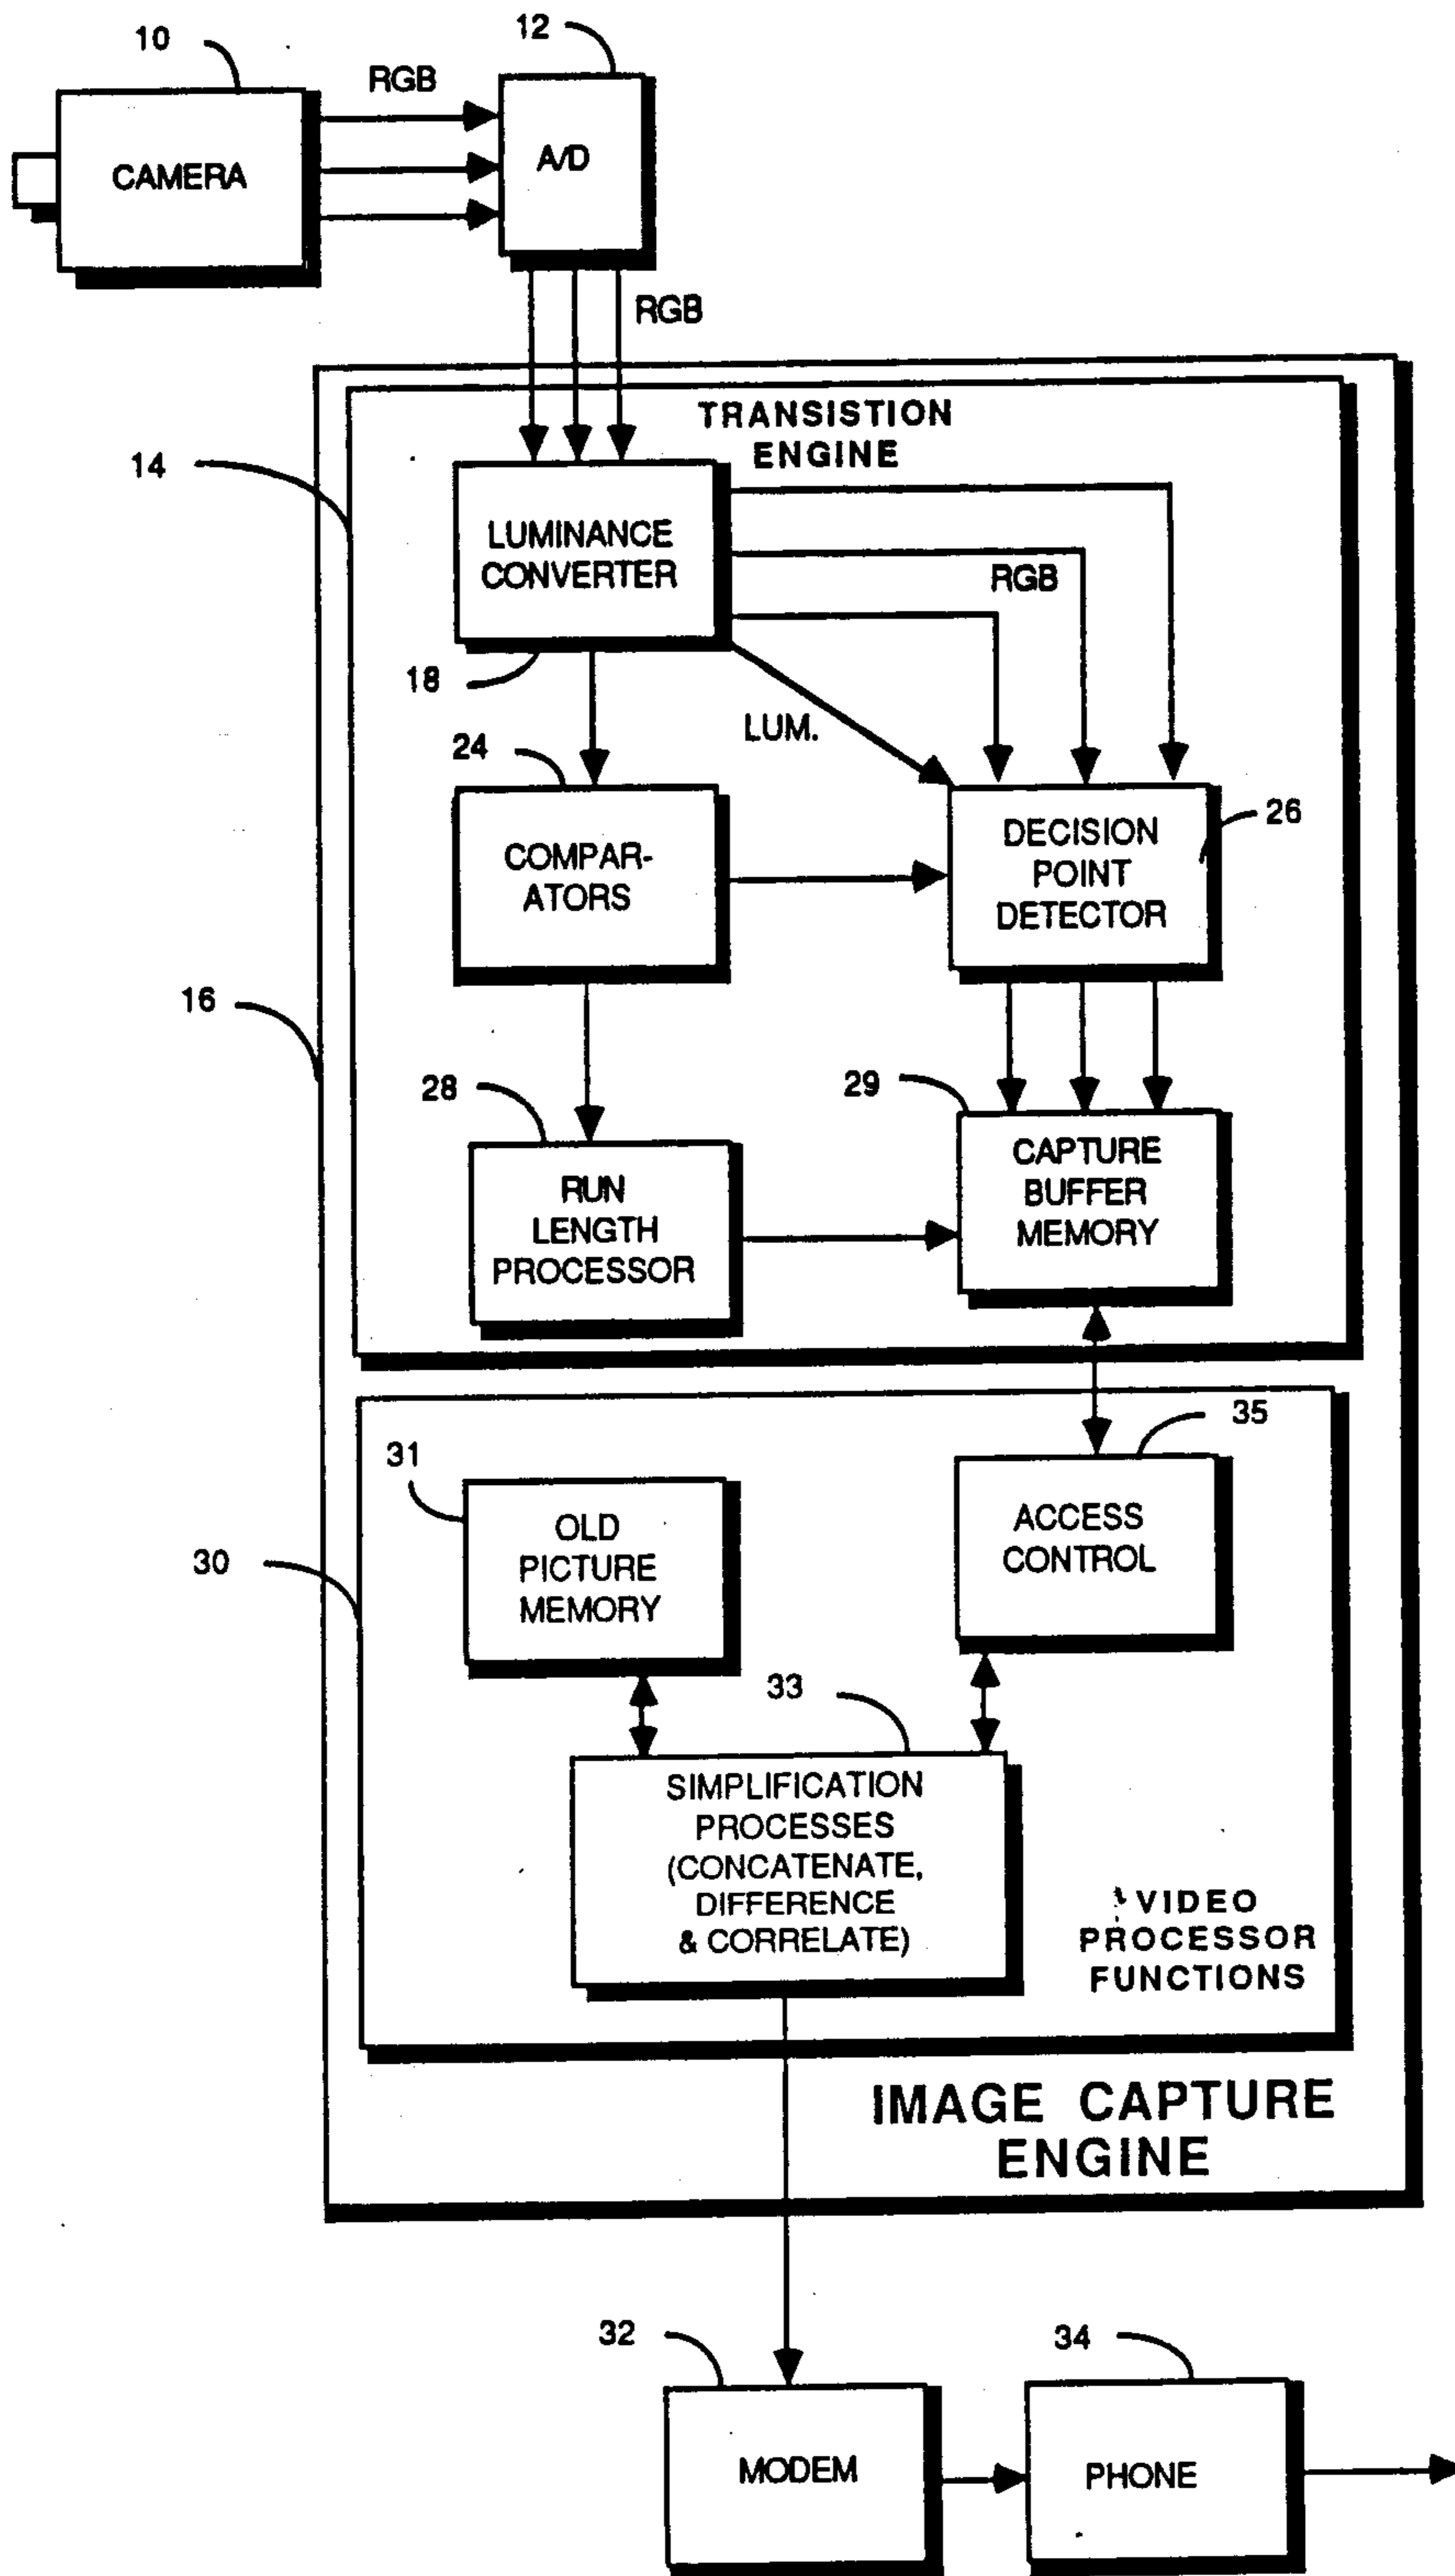 10
12
RGB
CAMERA
A/D
RGB
TRANSISTION
ENGINE
14
LUMINANCE
CONVERTER
RGB
18
LUM.
24
COMPAR-
ATORS
DECISION
POINT
DETECTOR
26
16
28
29
RUN
LENGTH
PROCESSOR
CAPTURE
BUFFER
MEMORY
35
31
OLD
PICTURE
MEMORY
ACCESS
CONTROL
30
33
SIMPLIFICATION
PROCESSES
(CONCATENATE,
DIFFERENCE
& CORRELATE)
VIDEO
PROCESSOR
FUNCTIONS
IMAGE CAPTURE
ENGINE
32
34
MODEM
PHONE